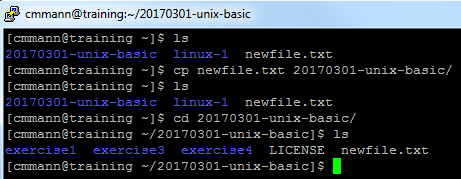 cmmann@training:~/20170301-unix-basic
[cmmann@training ~]$ ls
20170301-unix-basic  linux-1  newfile.txt
[cmmann@training ~]$ cp newfile.txt 20170301-unix-basic/
[cmmann@training ~]$ ls
20170301-unix-basic  linux-1  newfile.txt
[cmmann@training ~]$ cd 20170301-unix-basic/
[cmmann@training ~/20170301-unix-basic]$ ls
exercise1  exercise3  exercise4  LICENSE  newfile.txt
[cmmann@training ~/20170301-unix-basic]$